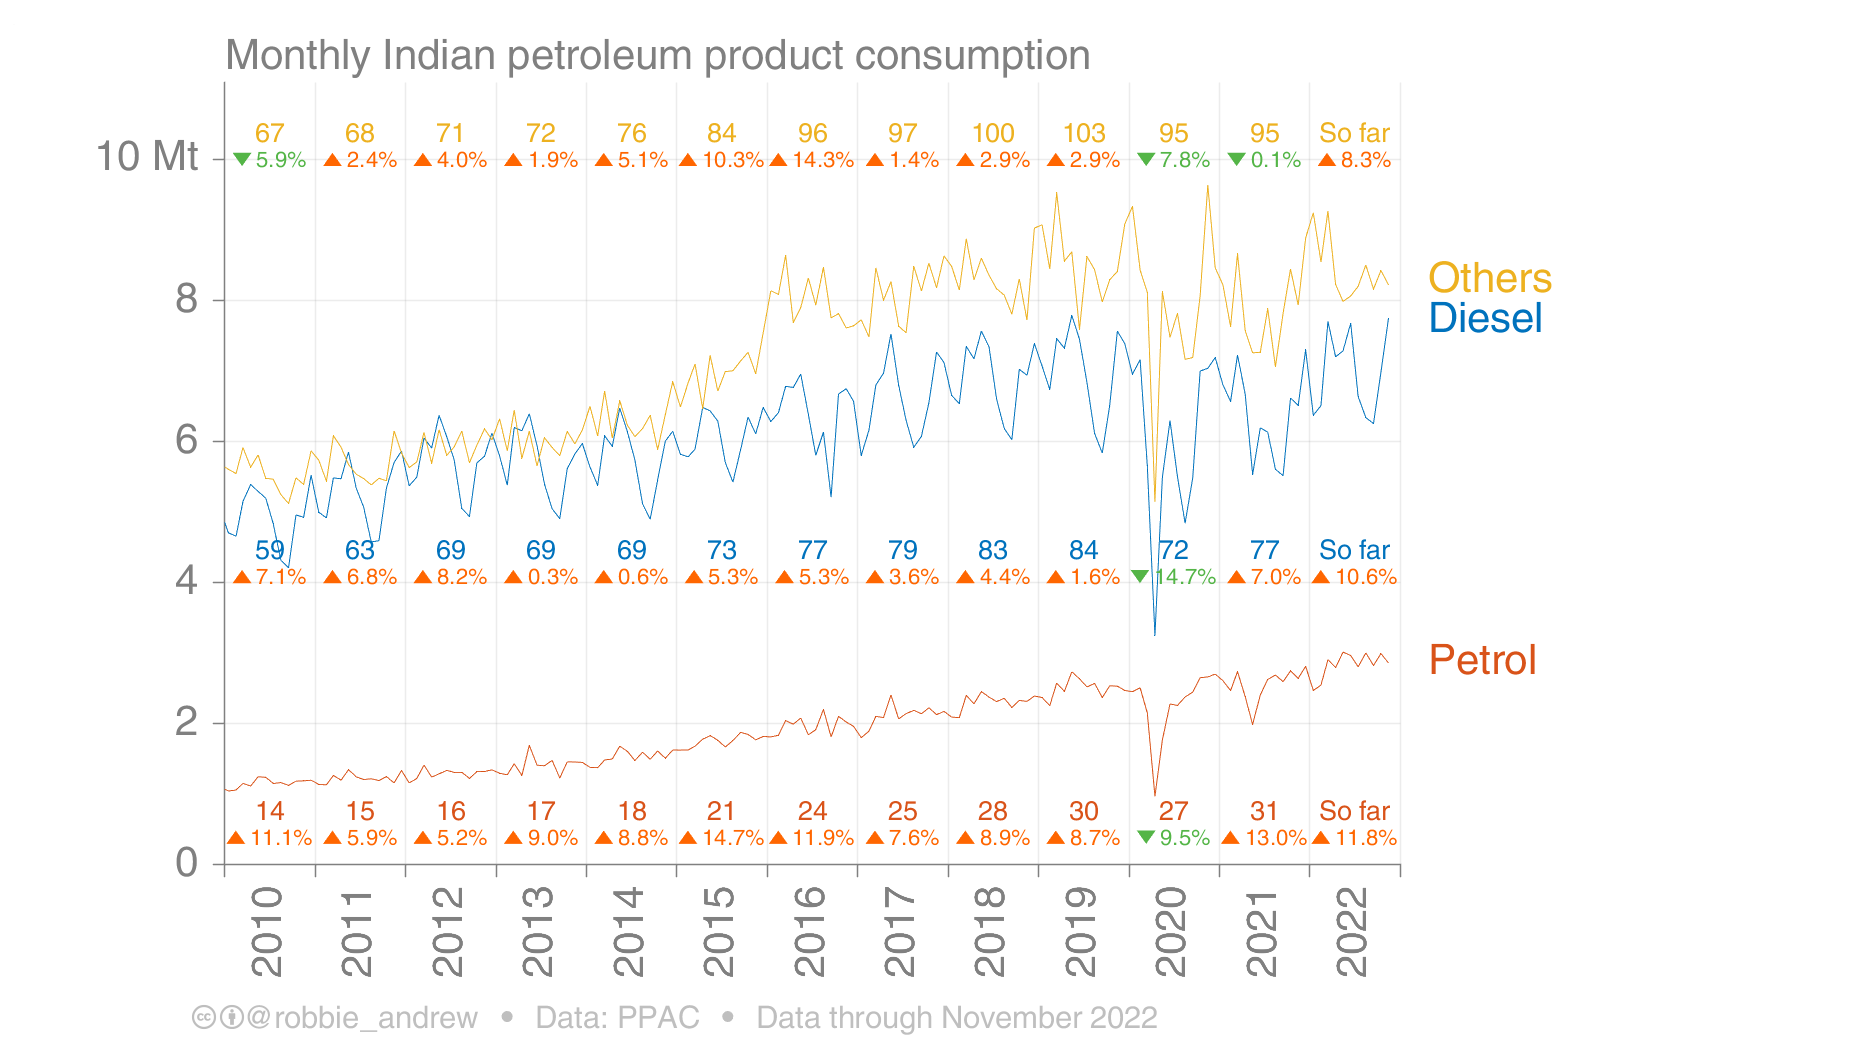 Monthly Indian petroleum product consumption
67 68 71 72 76 84 96 97 100 103 95 95 So far
10 Mt ▼ 5.9% ▲ 2.4% ▲ 4.0% ▲ 1.9% ▲ 5.1% ▲ 10.3% ▲ 14.3% ▲ 1.4% ▲ 2.9% ▲ 2.9% ▼ 7.8% ▼ 0.1% ▲ 8.3%
Others
8
Diesel
6
59 63 69 69 69 73 77 79 83 84 72 77 So far
4 ▲ 7.1% ▲ 6.8% ▲ 8.2% ▲ 0.3% ▲ 0.6% ▲ 5.3% ▲ 5.3% ▲ 3.6% ▲ 4.4% ▲ 1.6% ▼ 14.7% ▲ 7.0% ▲ 10.6%
Petrol
2
14 15 16 17 18 21 24 25 28 30 27 31 So far
▲ 11.1% ▲ 5.9% ▲ 5.2% ▲ 9.0% ▲ 8.8% ▲ 14.7% ▲ 11.9% ▲ 7.6% ▲ 8.9% ▲ 8.7% ▼ 9.5% ▲ 13.0% ▲ 11.8%
0
2010 2011 2012 2013 2014 2015 2016 2017 2018 2019 2020 2021 2022
@robbie_andrew • Data: PPAC • Data through November 2022